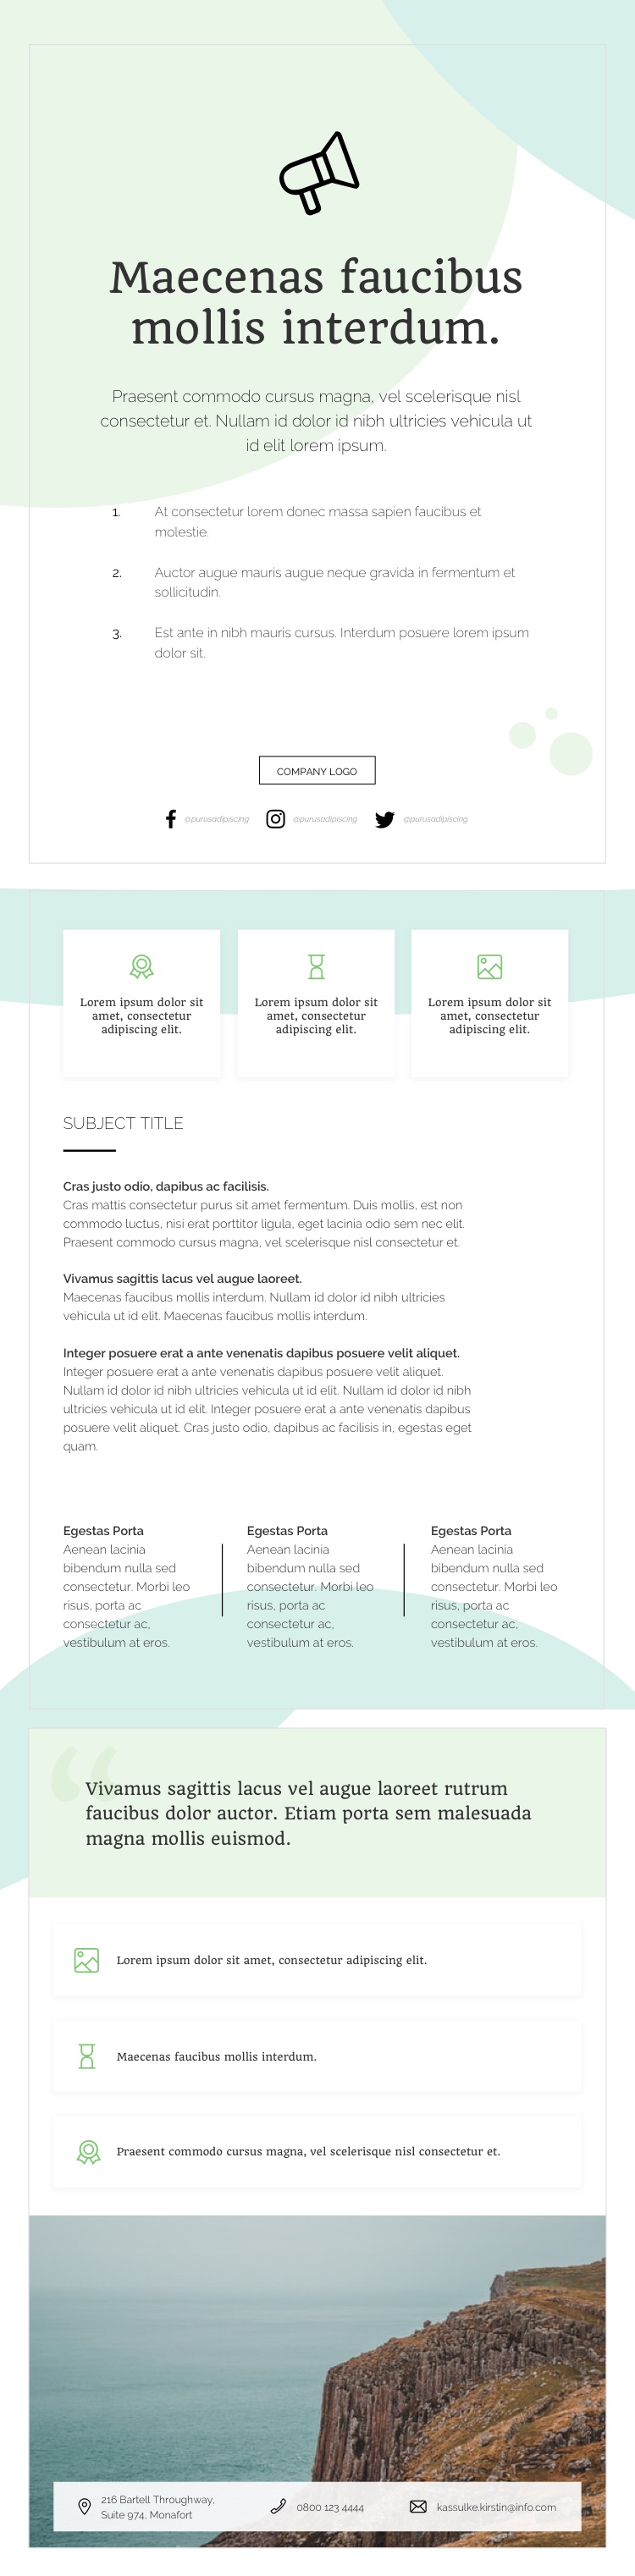 Maecenas faucibus
mollis interdum.
Praesent commodo cursus magna, vel scelerisque nisl
consectetur et. Nullam id dolor id nibh ultricies vehicula ut
id elit lorem ipsum.
1. At consectetur lorem donec massa sapien faucibus et
molestie.
2. Auctor augue mauris augue neque gravida in fermentum et
sollicitudin.
3. Est ante in nibh mauris cursus. Interdum posuere lorem ipsum
dolor sit.
COMPANY LOGO
@purusadipiscing @purusadipiscing @purusadipiscing
Lorem ipsum dolor sit
amet, consectetur
adipiscing elit.
Lorem ipsum dolor sit
amet, consectetur
adipiscing elit.
Lorem ipsum dolor sit
amet, consectetur
adipiscing elit.
SUBJECT TITLE
Cras justo odio, dapibus ac facilisis.
Cras mattis consectetur purus sit amet fermentum. Duis mollis, est non
commodo luctus, nisi erat porttitor ligula, eget lacinia odio sem nec elit.
Praesent commodo cursus magna, vel scelerisque nisl consectetur et.
Vivamus sagittis lacus vel augue laoreet.
Maecenas faucibus mollis interdum. Nullam id dolor id nibh ultricies
vehicula ut id elit. Maecenas faucibus mollis interdum.
Integer posuere erat a ante venenatis dapibus posuere velit aliquet.
Integer posuere erat a ante venenatis dapibus posuere velit aliquet.
Nullam id dolor id nibh ultricies vehicula ut id elit. Nullam id dolor id nibh
ultricies vehicula ut id elit. Integer posuere erat a ante venenatis dapibus
posuere velit aliquet. Cras justo odio, dapibus ac facilisis in, egestas eget
quam.
Egestas Porta
Aenean lacinia
bibendum nulla sed
consectetur. Morbi leo
risus, porta ac
consectetur ac,
vestibulum at eros.
Egestas Porta
Aenean lacinia
bibendum nulla sed
consectetur. Morbi leo
risus, porta ac
consectetur ac,
vestibulum at eros.
Egestas Porta
Aenean lacinia
bibendum nulla sed
consectetur. Morbi leo
risus, porta ac
consectetur ac,
vestibulum at eros.
“
Vivamus sagittis lacus vel augue laoreet rutrum
faucibus dolor auctor. Etiam porta sem malesuada
magna mollis euismod.
Lorem ipsum dolor sit amet, consectetur adipiscing elit.
Maecenas faucibus mollis interdum.
Praesent commodo cursus magna, vel scelerisque nisl consectetur et.
216 Bartell Throughway,
Suite 974, Monafort
0800 123 4444
kassulke.kirstin@info.com